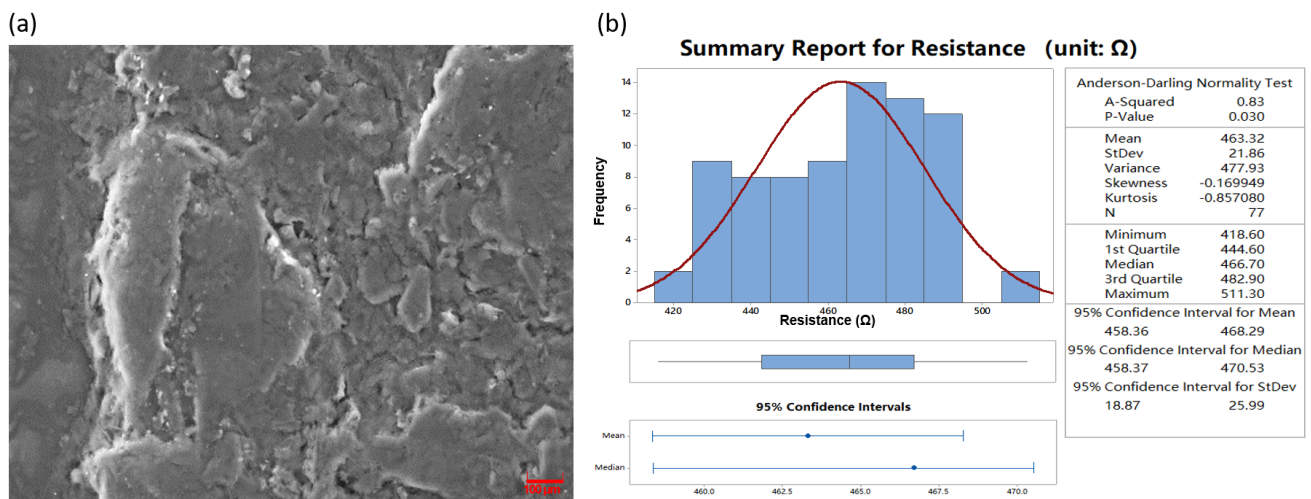 (a)
100 μm
(b)
Summary Report for Resistance (unit: Ω)
14
12
10
8
6
4
2
0
Frequency
420
440
460
480
500
Resistance (Ω)
95% Confidence Intervals
Mean
Median
460.0
462.5
465.0
467.5
470.0
Anderson-Darling Normality Test
A-Squared 0.83
P-Value 0.030
Mean 463.32
StDev 21.86
Variance 477.93
Skewness -0.169949
Kurtosis -0.857080
N 77
Minimum 418.60
1st Quartile 444.60
Median 466.70
3rd Quartile 482.90
Maximum 511.30
95% Confidence Interval for Mean
458.36 468.29
95% Confidence Interval for Median
458.37 470.53
95% Confidence Interval for StDev
18.87 25.99